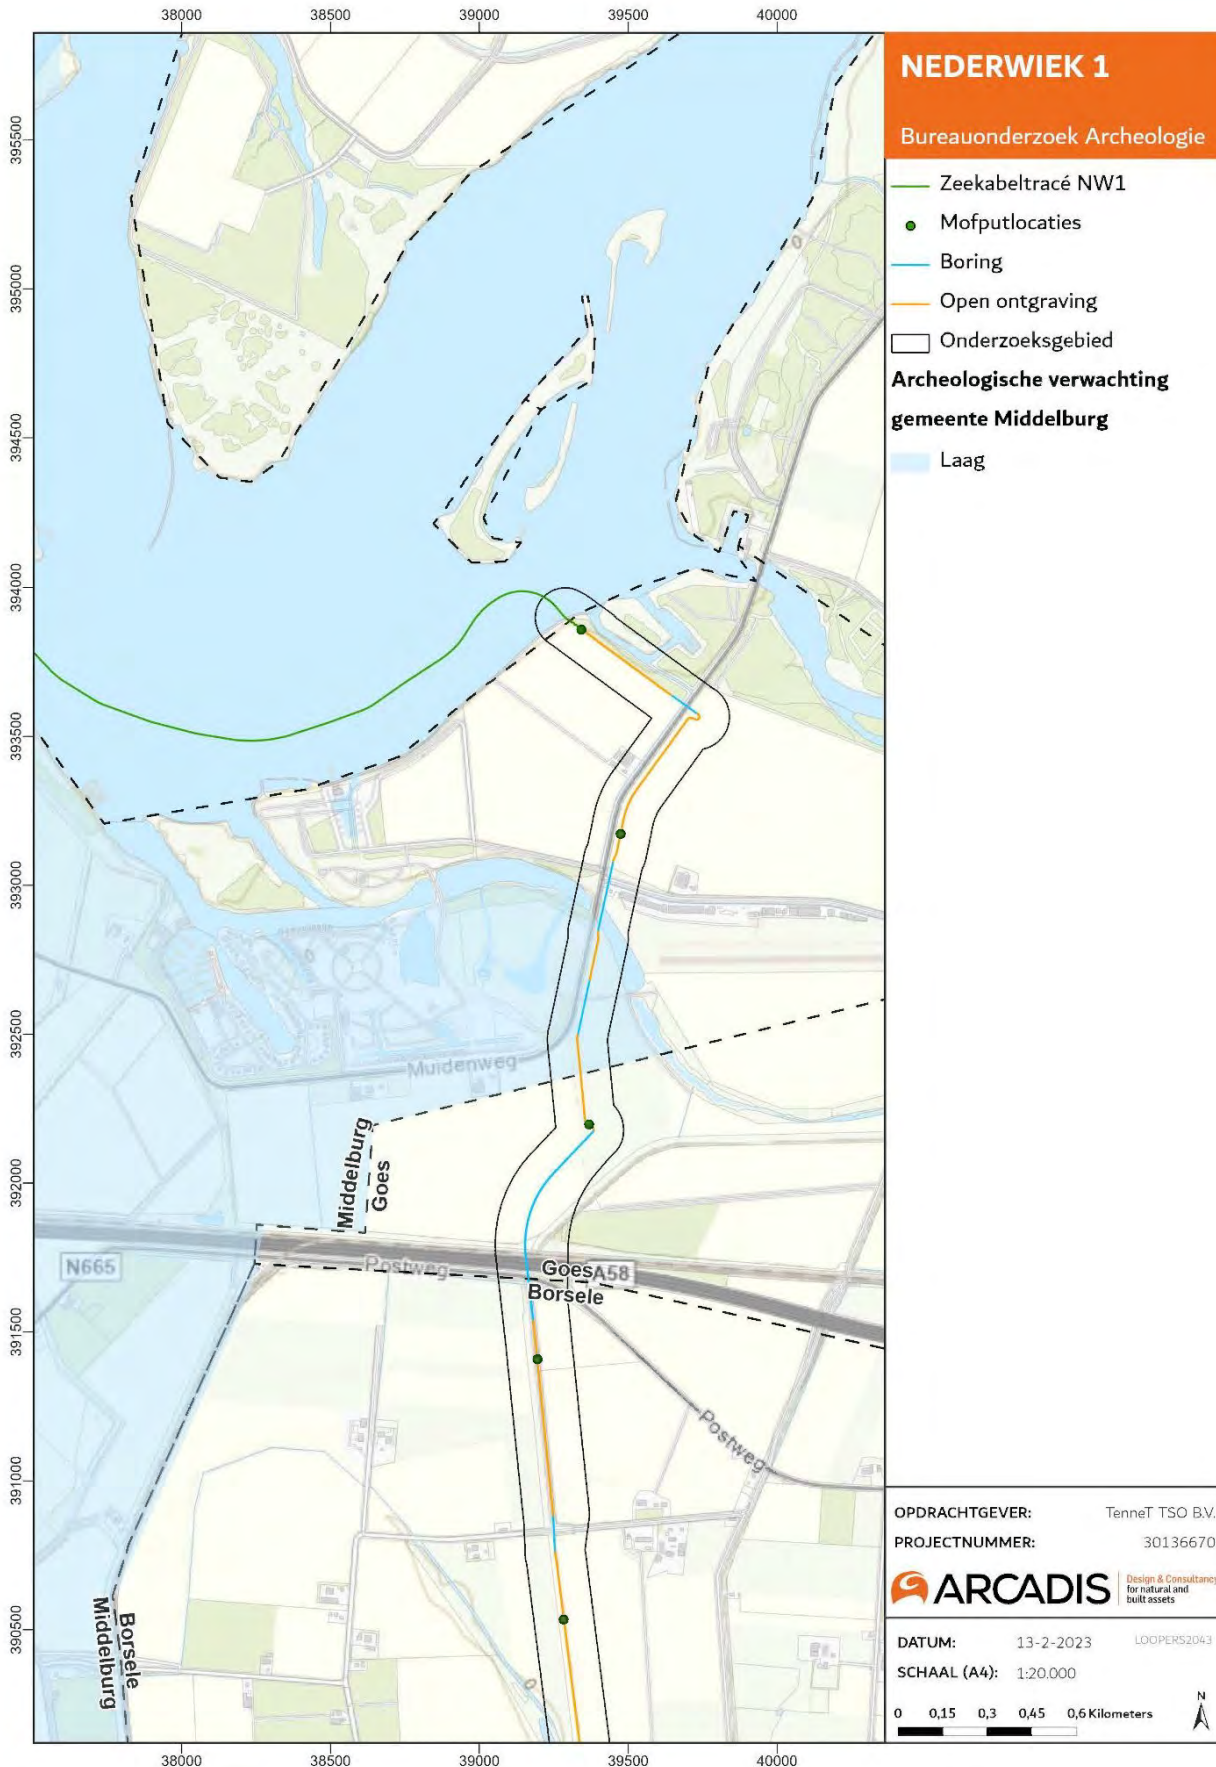 38000 38500 39000 39500 40000
395500
395000
394500
394000
393500
393000
392500
392000
391500
391000
390500
Muidenweg
Middelburg
Goes
N665
Postweg
Goes
A58
Borsele
Postweg
Borsele
Middelburg
38000 38500 39000 39500 40000
NEDERWIEK 1
Bureauonderzoek Archeologie
Zeekabeltracé NW1
Mofputlocaties
Boring
Open ontgraving
Onderzoeksgebied
Archeologische verwachting
gemeente Middelburg
Laag
OPDRACHTGEVER: TenneT TSO B.V.
PROJECTNUMMER: 30136670
ARCADIS
Design & Consultancy
for natural and
built assets
DATUM: 13-2-2023 LOOPERS2043
SCHAAL (A4): 1:20.000
N
0 0,15 0,3 0,45 0,6 Kilometers